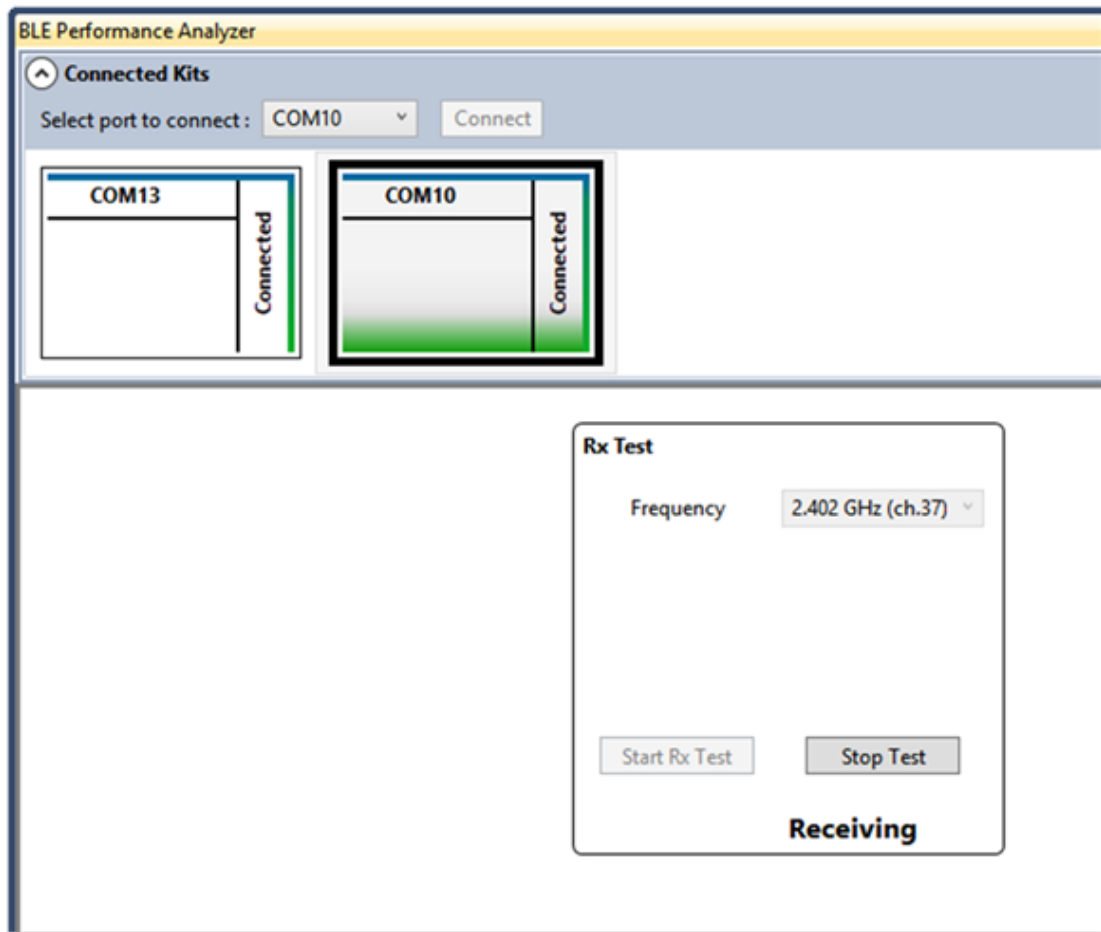 BLE Performance Analyzer
Connected Kits
Select port to connect : COM10 Connect
COM13
Connected
COM10
Connected
Rx Test
Frequency 2.402 GHz (ch.37)
Start Rx Test Stop Test
Receiving